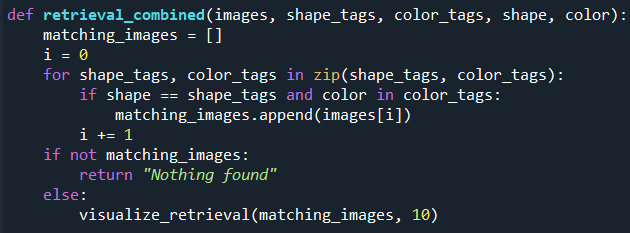 def retrieval_combined(images, shape_tags, color_tags, shape, color):
    matching_images = []
    i = 0
    for shape_tags, color_tags in zip(shape_tags, color_tags):
        if shape == shape_tags and color in color_tags:
            matching_images.append(images[i])
        i += 1
    if not matching_images:
        return "Nothing found"
    else:
        visualize_retrieval(matching_images, 10)